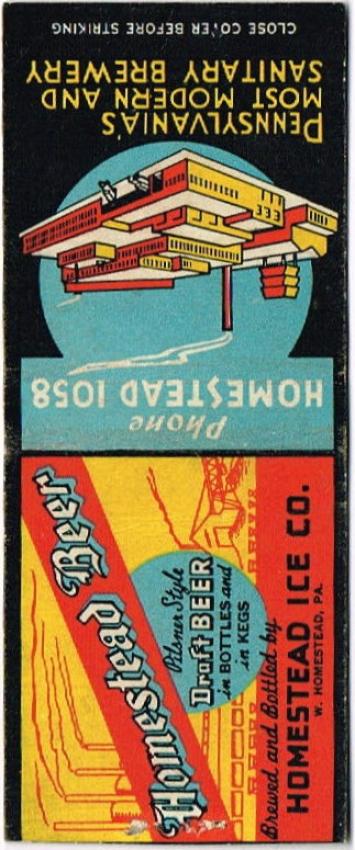 CLOSE COVER BEFORE STRIKING
PENNSYLVANIA'S
MOST MODERN AND
SANITARY BREWERY
Phone
HOMESTEAD 1058
Homestead Beer
Pilsner Style
Draft BEER
in BOTTLES and
in KEGS
Brewed and Bottled by
HOMESTEAD ICE CO.
W. HOMESTEAD, PA.